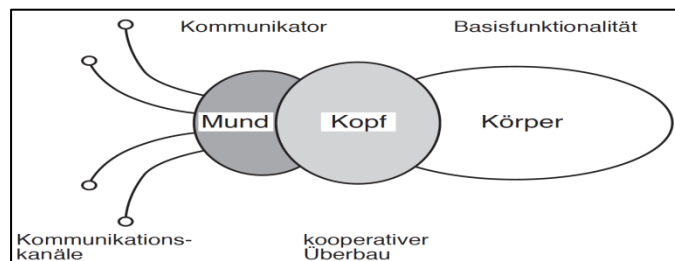 Kommunikator
Basisfunktionalität
Mund
Kopf
Körper
Kommunikations-
kanäle
kooperativer
Überbau